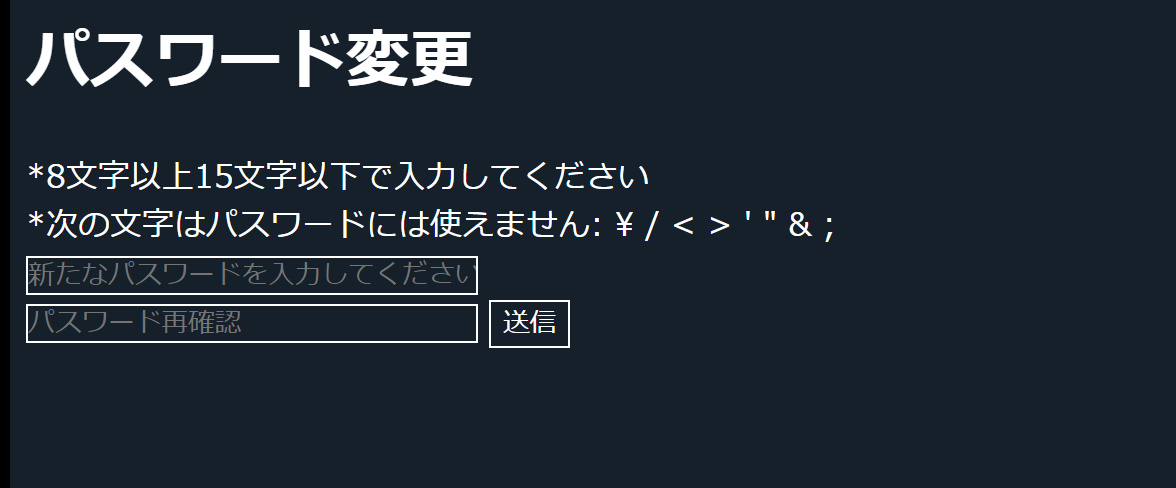 パスワード変更
*8文字以上15文字以下で入力してください
*次の文字はパスワードには使えません: ¥ / < > ' " & ;
新たなパスワードを入力してください
パスワード再確認 送信